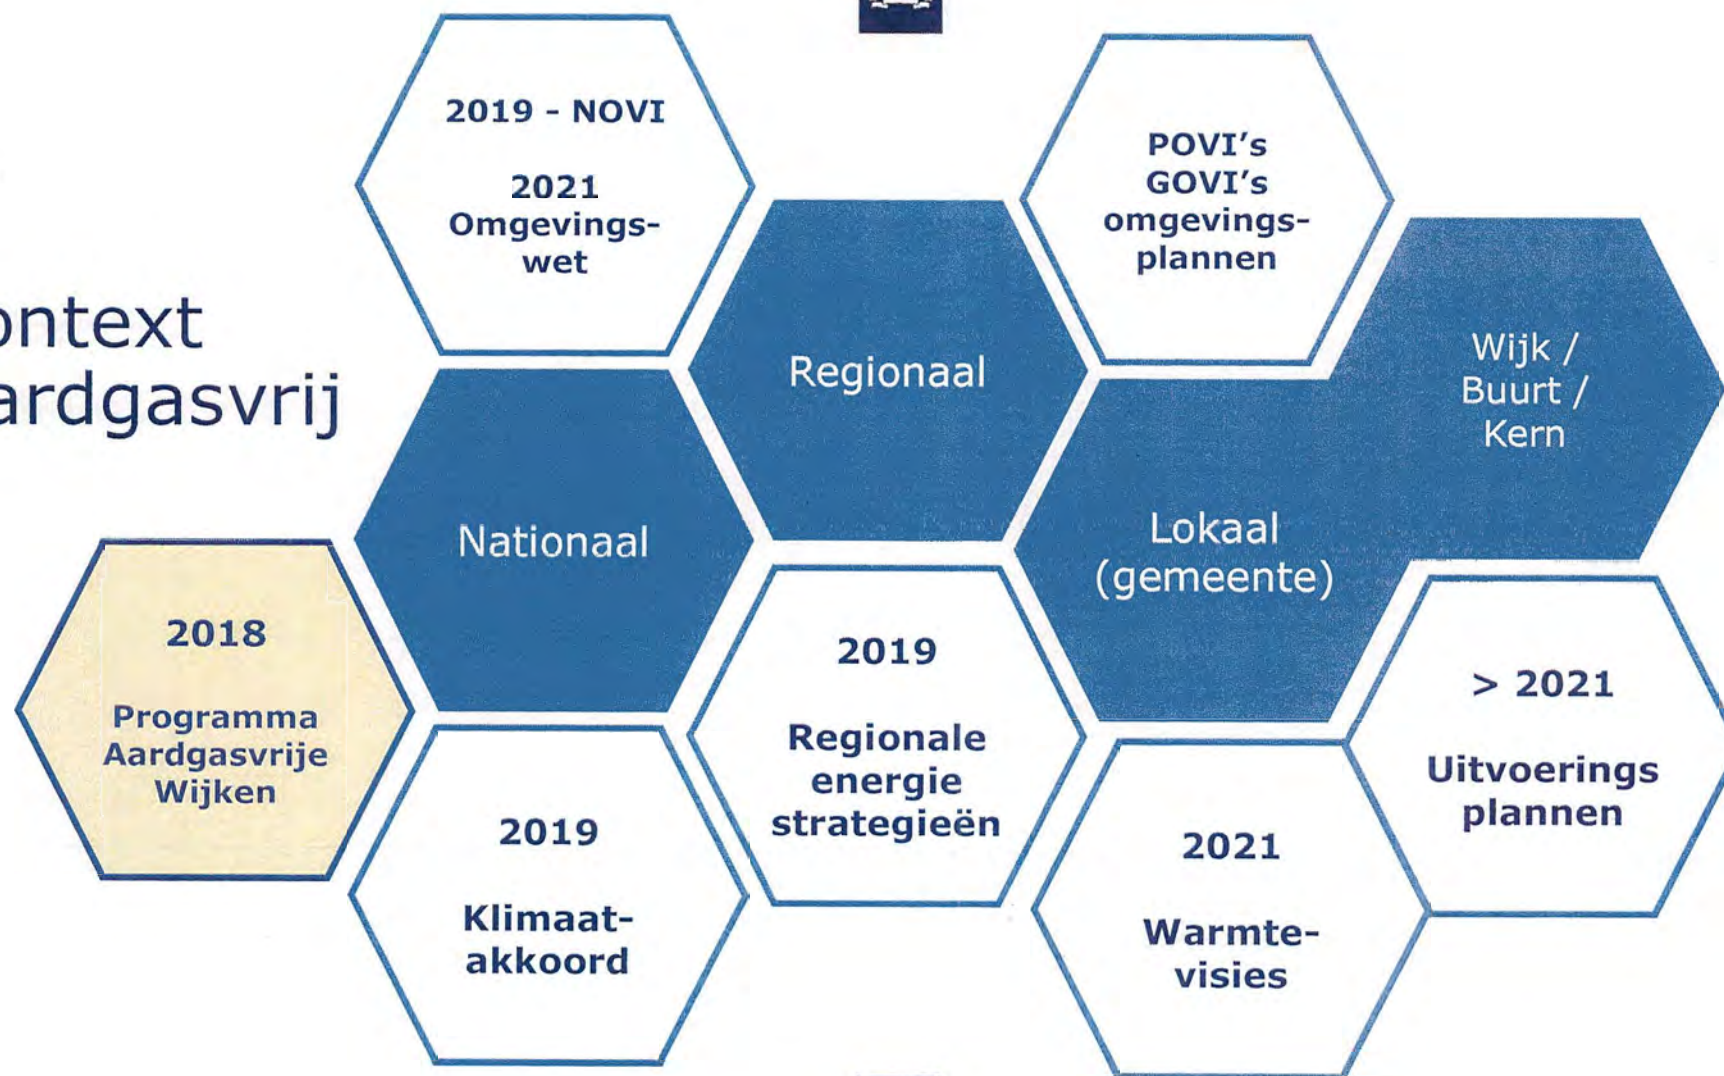 ontext
ardgasvrij
2019 - NOVI
2021
Omgevings-
wet
POVI's
GOVI's
omgevings-
plannen
Regionaal
Wijk /
Buurt /
Kern
Nationaal
Lokaal
(gemeente)
2018
Programma
Aardgasvrije
Wijken
2019
Klimaat-
akkoord
2019
Regionale
energie
strategieën
2021
Warmte-
visies
> 2021
Uitvoerings
plannen